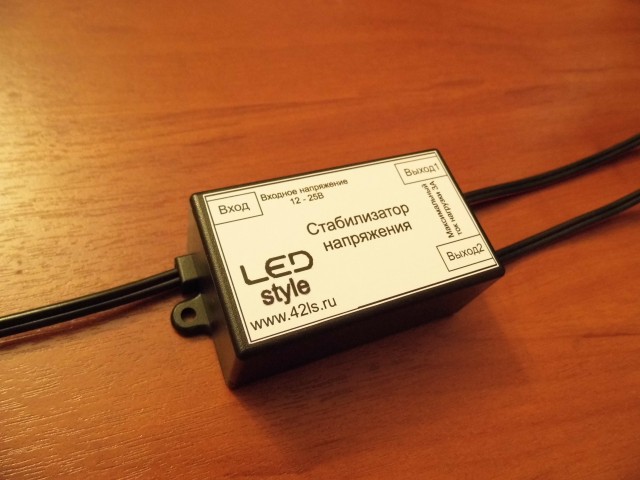 Вход
Входное напряжение
12 - 25В
Выход1
Максимальный
ток нагрузки 3А
Стабилизатор
напряжения
Выход2
LED
style
www.42ls.ru